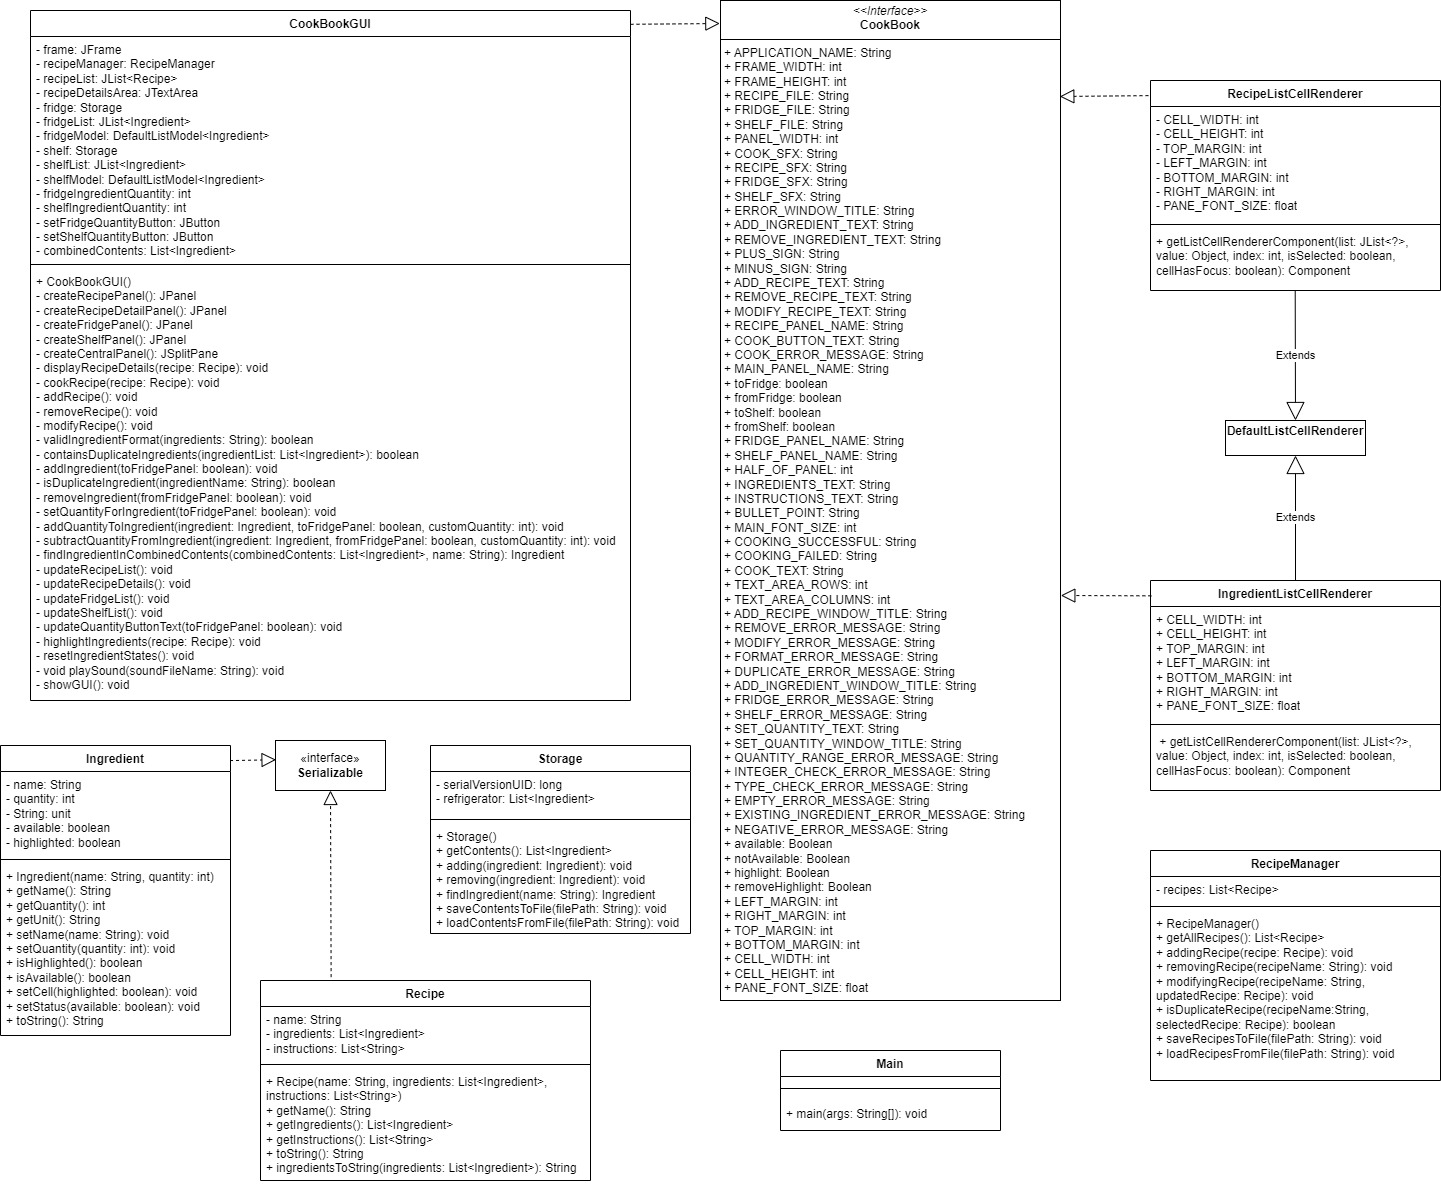 CookBookGUI
- frame: JFrame
- recipeManager: RecipeManager
- recipeList: JList<Recipe>
- recipeDetailsArea: JTextArea
- fridge: Storage
- fridgeList: JList<Ingredient>
- fridgeModel: DefaultListModel<Ingredient>
- shelf: Storage
- shelfList: JList<Ingredient>
- shelfModel: DefaultListModel<Ingredient>
- fridgeIngredientQuantity: int
- shelfIngredientQuantity: int
- setFridgeQuantityButton: JButton
- setShelfQuantityButton: JButton
- combinedContents: List<Ingredient>
+ CookBookGUI()
- createRecipePanel(): JPanel
- createRecipeDetailPanel(): JPanel
- createFridgePanel(): JPanel
- createShelfPanel(): JPanel
- createCentralPanel(): JSplitPane
- displayRecipeDetails(recipe: Recipe): void
- cookRecipe(recipe: Recipe): void
- addRecipe(): void
- removeRecipe(): void
- modifyRecipe(): void
- validIngredientFormat(ingredients: String): boolean
- containsDuplicateIngredients(ingredientList: List<Ingredient>): boolean
- addIngredient(toFridgePanel: boolean): void
- isDuplicateIngredient(ingredientName: String): boolean
- removeIngredient(fromFridgePanel: boolean): void
- setQuantityForIngredient(toFridgePanel: boolean): void
- addQuantityToIngredient(ingredient: Ingredient, toFridgePanel: boolean, customQuantity: int): void
- subtractQuantityFromIngredient(ingredient: Ingredient, fromFridgePanel: boolean, customQuantity: int): void
- findIngredientInCombinedContents(combinedContents: List<Ingredient>, name: String): Ingredient
- updateRecipeList(): void
- updateRecipeDetails(): void
- updateFridgeList(): void
- updateShelfList(): void
- updateQuantityButtonText(toFridgePanel: boolean): void
- highlightIngredients(recipe: Recipe): void
- resetIngredientStates(): void
- void playSound(soundFileName: String): void
- showGUI(): void
<<Interface>>
CookBook
+ APPLICATION_NAME: String
+ FRAME_WIDTH: int
+ FRAME_HEIGHT: int
+ RECIPE_FILE: String
+ FRIDGE_FILE: String
+ SHELF_FILE: String
+ PANEL_WIDTH: int
+ COOK_SFX: String
+ RECIPE_SFX: String
+ FRIDGE_SFX: String
+ SHELF_SFX: String
+ ERROR_WINDOW_TITLE: String
+ ADD_INGREDIENT_TEXT: String
+ REMOVE_INGREDIENT_TEXT: String
+ PLUS_SIGN: String
+ MINUS_SIGN: String
+ ADD_RECIPE_TEXT: String
+ REMOVE_RECIPE_TEXT: String
+ MODIFY_RECIPE_TEXT: String
+ RECIPE_PANEL_NAME: String
+ COOK_BUTTON_TEXT: String
+ COOK_ERROR_MESSAGE: String
+ MAIN_PANEL_NAME: String
+ toFridge: boolean
+ fromFridge: boolean
+ toShelf: boolean
+ fromShelf: boolean
+ FRIDGE_PANEL_NAME: String
+ SHELF_PANEL_NAME: String
+ HALF_OF_PANEL: int
+ INGREDIENTS_TEXT: String
+ INSTRUCTIONS_TEXT: String
+ BULLET_POINT: String
+ MAIN_FONT_SIZE: int
+ COOKING_SUCCESSFUL: String
+ COOKING_FAILED: String
+ COOK_TEXT: String
+ TEXT_AREA_ROWS: int
+ TEXT_AREA_COLUMNS: int
+ ADD_RECIPE_WINDOW_TITLE: String
+ REMOVE_ERROR_MESSAGE: String
+ MODIFY_ERROR_MESSAGE: String
+ FORMAT_ERROR_MESSAGE: String
+ DUPLICATE_ERROR_MESSAGE: String
+ ADD_INGREDIENT_WINDOW_TITLE: String
+ FRIDGE_ERROR_MESSAGE: String
+ SHELF_ERROR_MESSAGE: String
+ SET_QUANTITY_TEXT: String
+ SET_QUANTITY_WINDOW_TITLE: String
+ QUANTITY_RANGE_ERROR_MESSAGE: String
+ INTEGER_CHECK_ERROR_MESSAGE: String
+ TYPE_CHECK_ERROR_MESSAGE: String
+ EMPTY_ERROR_MESSAGE: String
+ EXISTING_INGREDIENT_ERROR_MESSAGE: String
+ NEGATIVE_ERROR_MESSAGE: String
+ available: Boolean
+ notAvailable: Boolean
+ highlight: Boolean
+ removeHighlight: Boolean
+ LEFT_MARGIN: int
+ RIGHT_MARGIN: int
+ TOP_MARGIN: int
+ BOTTOM_MARGIN: int
+ CELL_WIDTH: int
+ CELL_HEIGHT: int
+ PANE_FONT_SIZE: float
RecipeListCellRenderer
- CELL_WIDTH: int
- CELL_HEIGHT: int
- TOP_MARGIN: int
- LEFT_MARGIN: int
- BOTTOM_MARGIN: int
- RIGHT_MARGIN: int
- PANE_FONT_SIZE: float
+ getListCellRendererComponent(list: JList<?>,
value: Object, index: int, isSelected: boolean,
cellHasFocus: boolean): Component
Extends
DefaultListCellRenderer
Extends
IngredientListCellRenderer
+ CELL_WIDTH: int
+ CELL_HEIGHT: int
+ TOP_MARGIN: int
+ LEFT_MARGIN: int
+ BOTTOM_MARGIN: int
+ RIGHT_MARGIN: int
+ PANE_FONT_SIZE: float
+ getListCellRendererComponent(list: JList<?>,
value: Object, index: int, isSelected: boolean,
cellHasFocus: boolean): Component
Ingredient
- name: String
- quantity: int
- String: unit
- available: boolean
- highlighted: boolean
+ Ingredient(name: String, quantity: int)
+ getName(): String
+ getQuantity(): int
+ getUnit(): String
+ setName(name: String): void
+ setQuantity(quantity: int): void
+ isHighlighted(): boolean
+ isAvailable(): boolean
+ setCell(highlighted: boolean): void
+ setStatus(available: boolean): void
+ toString(): String
«interface»
Serializable
Storage
- serialVersionUID: long
- refrigerator: List<Ingredient>
+ Storage()
+ getContents(): List<Ingredient>
+ adding(ingredient: Ingredient): void
+ removing(ingredient: Ingredient): void
+ findIngredient(name: String): Ingredient
+ saveContentsToFile(filePath: String): void
+ loadContentsFromFile(filePath: String): void
Recipe
- name: String
- ingredients: List<Ingredient>
- instructions: List<String>
+ Recipe(name: String, ingredients: List<Ingredient>,
instructions: List<String>)
+ getName(): String
+ getIngredients(): List<Ingredient>
+ getInstructions(): List<String>
+ toString(): String
+ ingredientsToString(ingredients: List<Ingredient>): String
Main
+ main(args: String[]): void
RecipeManager
- recipes: List<Recipe>
+ RecipeManager()
+ getAllRecipes(): List<Recipe>
+ addingRecipe(recipe: Recipe): void
+ removingRecipe(recipeName: String): void
+ modifyingRecipe(recipeName: String,
updatedRecipe: Recipe): void
+ isDuplicateRecipe(recipeName:String,
selectedRecipe: Recipe): boolean
+ saveRecipesToFile(filePath: String): void
+ loadRecipesFromFile(filePath: String): void